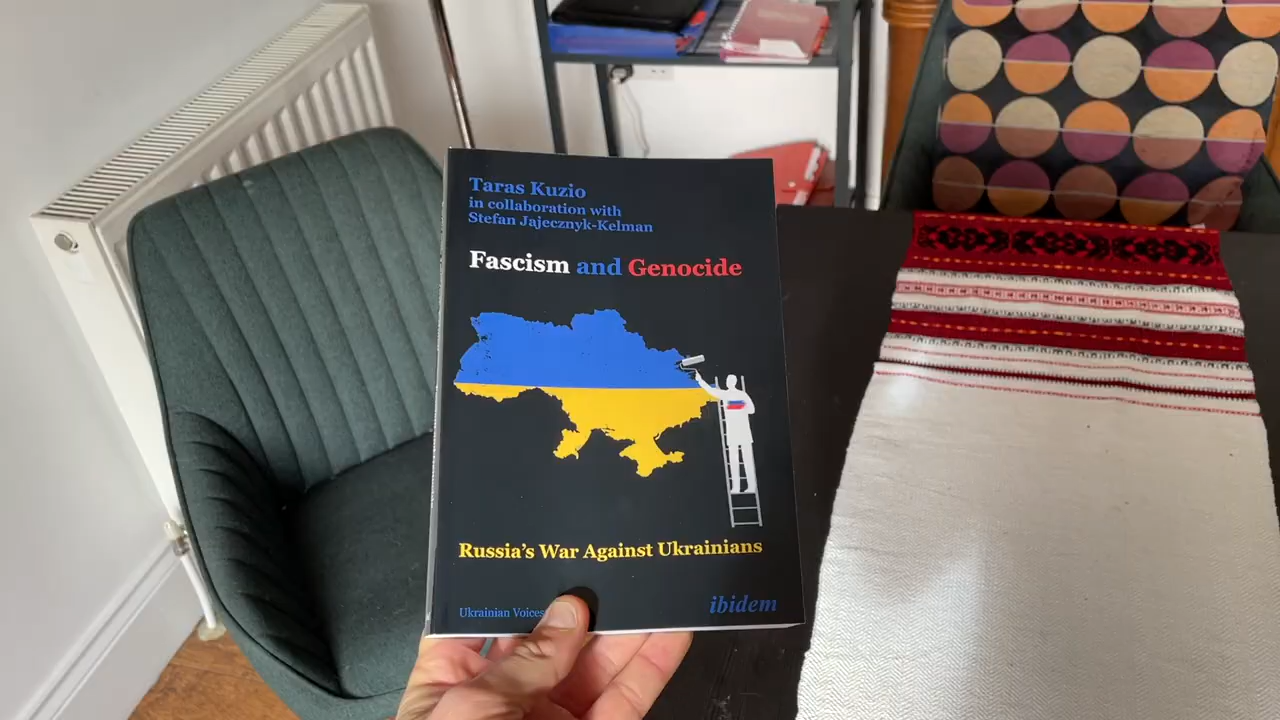 Taras Kuzio
in collaboration with
Stefan Jajecznyk-Kelman
Fascism and Genocide
Russia's War Against Ukrainians
Ukrainian Voices
ibidem